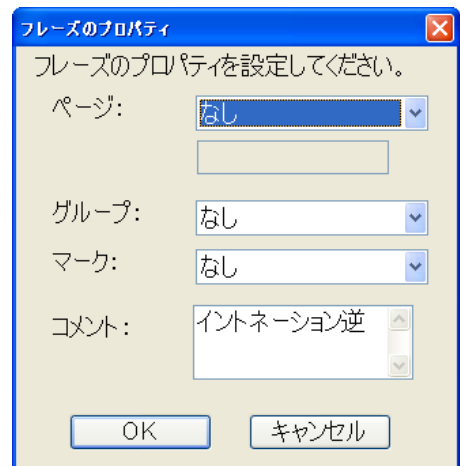 フレーズのプロパティ
フレーズのプロパティを設定してください。
ページ: なし
グループ: なし
マーク: なし
コメント: イントネーション逆
OK キャンセル